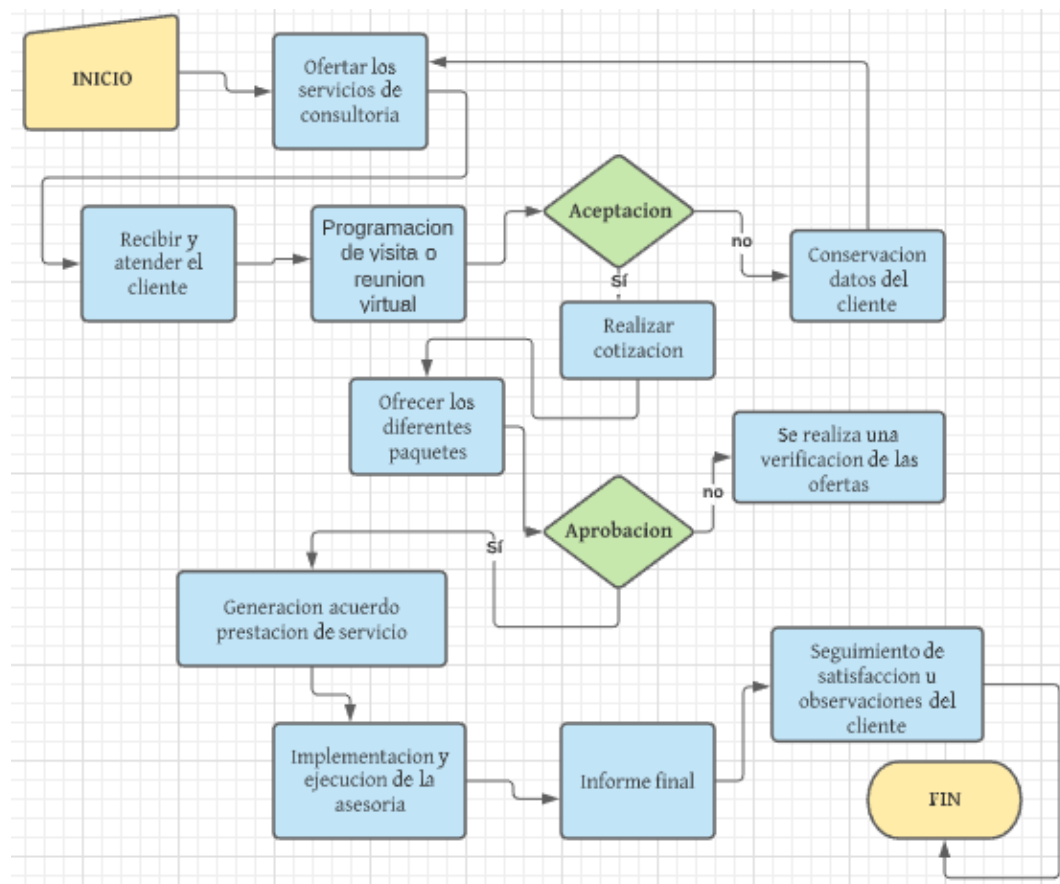 INICIO
Ofertar los
servicios de
consultoria
Recibir y
atender el
cliente
Programacion
de visita o
reunion
virtual
Aceptacion
no
Conservacion
datos del
cliente
Sí
Realizar
cotizacion
Ofrecer los
diferentes
paquetes
Se realiza una
verificacion de las
ofertas
no
Aprobacion
Sí
Generacion acuerdo
prestacion de servicio
Seguimiento de
satisfaccion u
observaciones del
cliente
Implementacion y
ejecucion de la
asesoria
Informe final
FIN